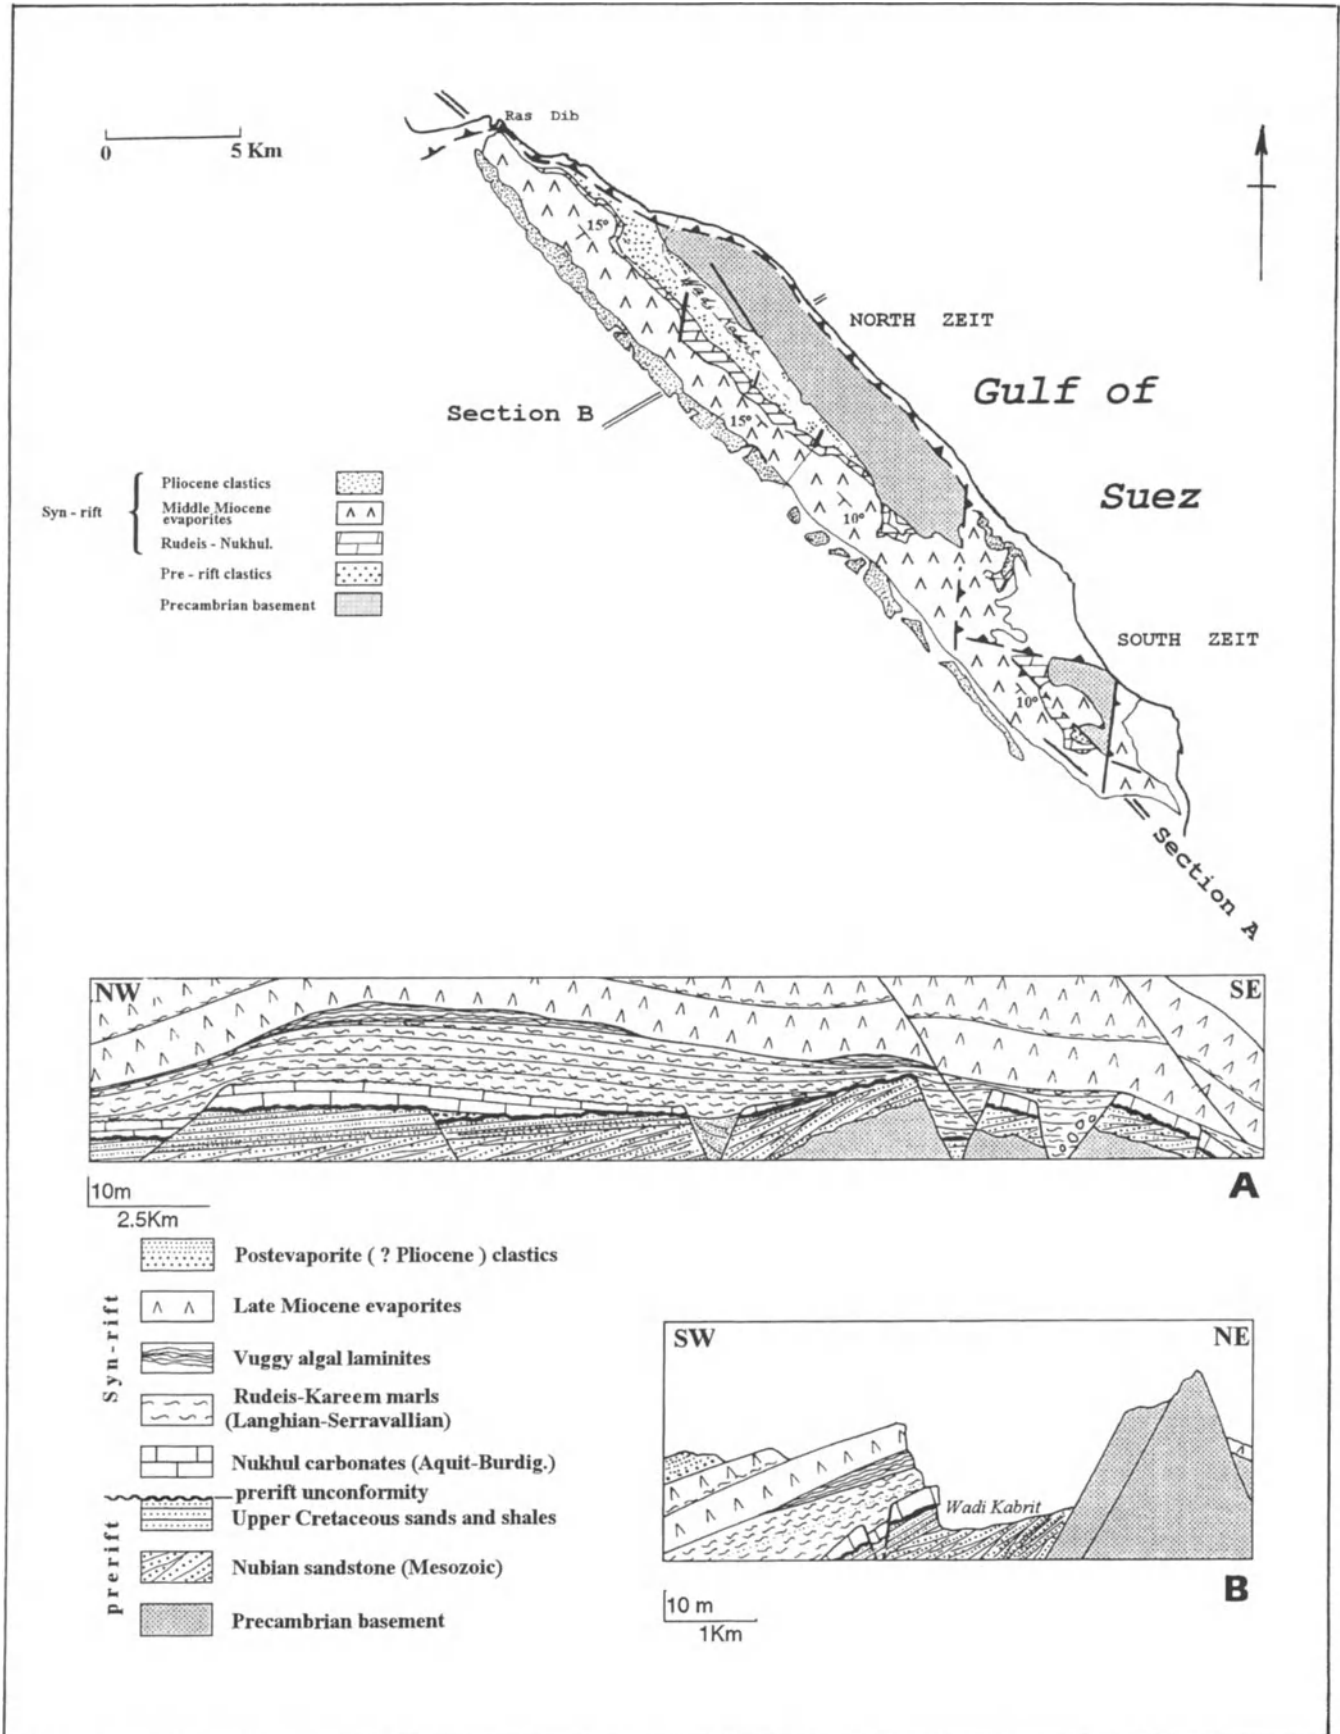 Ras Dib
0 5 Km
15°
Wadi Kabrit
NORTH ZEIT
Gulf of
Suez
Section B
15°
10°
SOUTH ZEIT
10°
Section A
Syn - rift
Pliocene clastics
Middle Miocene
evaporites
Rudeis - Nukhul.
Pre - rift clastics
Precambrian basement
NW SE
A
10m
2.5Km
Syn-rift
Postevaporite ( ? Pliocene ) clastics
Late Miocene evaporites
Vuggy algal laminites
Rudeis-Kareem marls
(Langhian-Serravallian)
Nukhul carbonates (Aquit-Burdig.)
prerift unconformity
prerift
Upper Cretaceous sands and shales
Nubian sandstone (Mesozoic)
Precambrian basement
SW NE
Wadi Kabrit
B
10 m
1Km